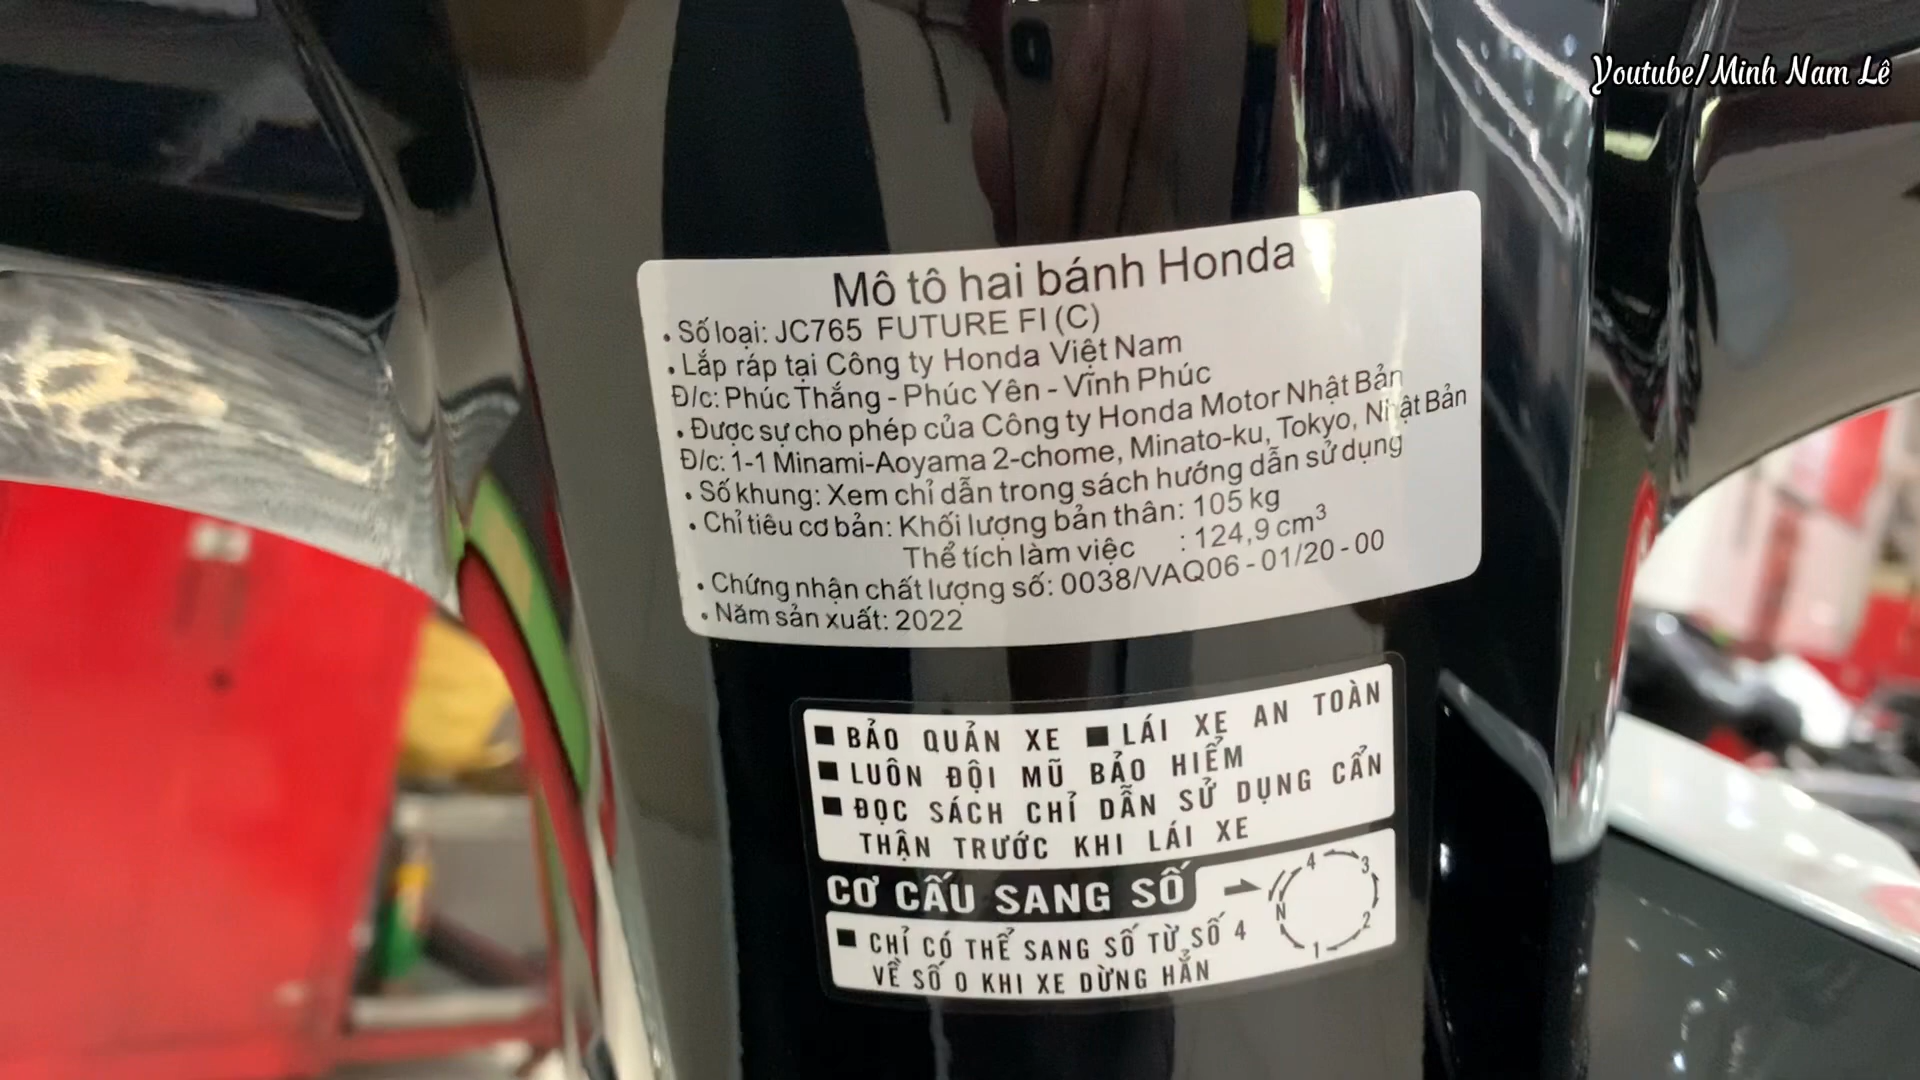 Youtube/Minh Nam Lê
Mô tô hai bánh Honda
• Số loại: JC765 FUTURE FI (C)
• Lắp ráp tại Công ty Honda Việt Nam
Đ/c: Phúc Thắng - Phúc Yên - Vĩnh Phúc
• Được sự cho phép của Công ty Honda Motor Nhật Bản
Đ/c: 1-1 Minami-Aoyama 2-chome, Minato-ku, Tokyo, Nhật Bản
• Số khung: Xem chỉ dẫn trong sách hướng dẫn sử dụng
• Chỉ tiêu cơ bản: Khối lượng bản thân: 105 kg
Thể tích làm việc : 124,9 cm³
• Chứng nhận chất lượng số: 0038/VAQ06 - 01/20 - 00
• Năm sản xuất: 2022
■ BẢO QUẢN XE ■ LÁI XE AN TOÀN
■ LUÔN ĐỘI MŨ BẢO HIỂM
■ ĐỌC SÁCH CHỈ DẪN SỬ DỤNG CẨN
THẬN TRƯỚC KHI LÁI XE
CƠ CẤU SANG SỐ
N 1 2 3 4
■ CHỈ CÓ THỂ SANG SỐ TỪ SỐ 4
VỀ SỐ 0 KHI XE DỪNG HẲN